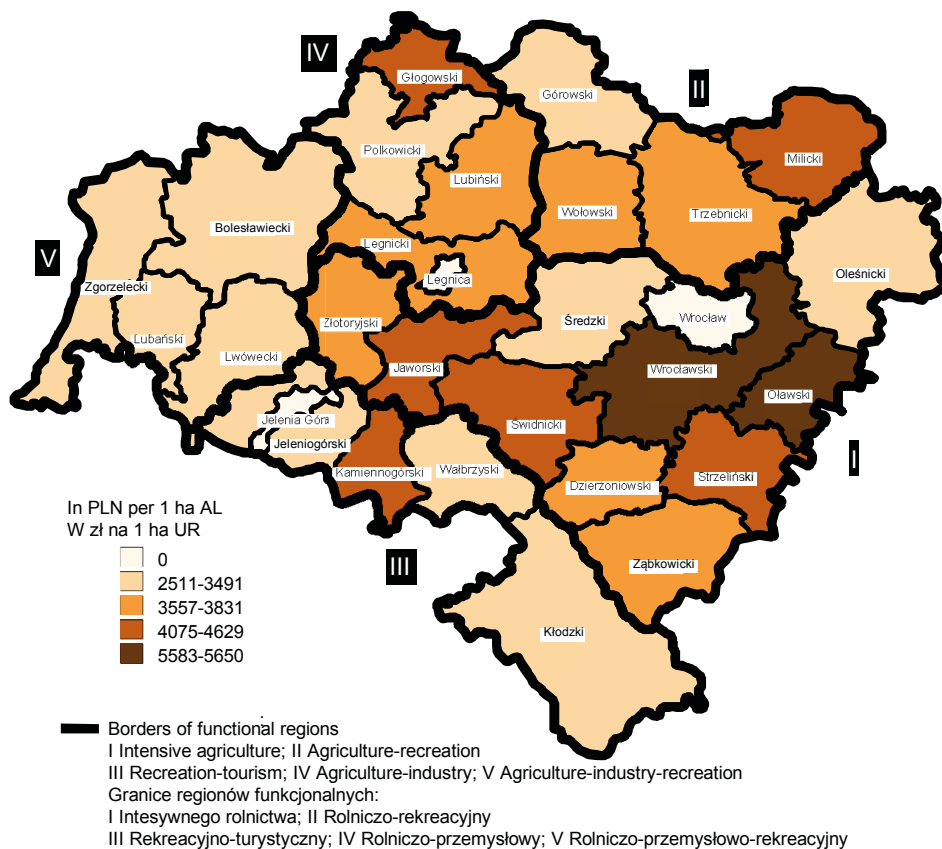 IV
Głogowski
Górowski
II
Milicki
Polkowicki
Lubiński
Wołowski
Trzebnicki
Bolesławiecki
Legnicki
V
Zgorzelecki
Legnica
Oleśnicki
Złotoryjski
Średzki
Wrocław
Lubański
Lwówecki
Jaworski
Wrocławski
Oławski
Jelenia Góra
Świdnicki
Jeleniogórski
I
Kamiennogórski
Wałbrzyski
Dzierżoniowski
Strzeliński
In PLN per 1 ha AL
W zł na 1 ha UR
0
2511-3491
3557-3831
4075-4629
5583-5650
III
Ząbkowicki
Kłodzki
Borders of functional regions
I Intensive agriculture; II Agriculture-recreation
III Recreation-tourism; IV Agriculture-industry; V Agriculture-industry-recreation
Granice regionów funkcjonalnych:
I Intesywnego rolnictwa; II Rolniczo-rekreacyjny
III Rekreacyjno-turystyczny; IV Rolniczo-przemysłowy; V Rolniczo-przemysłowo-rekreacyjny